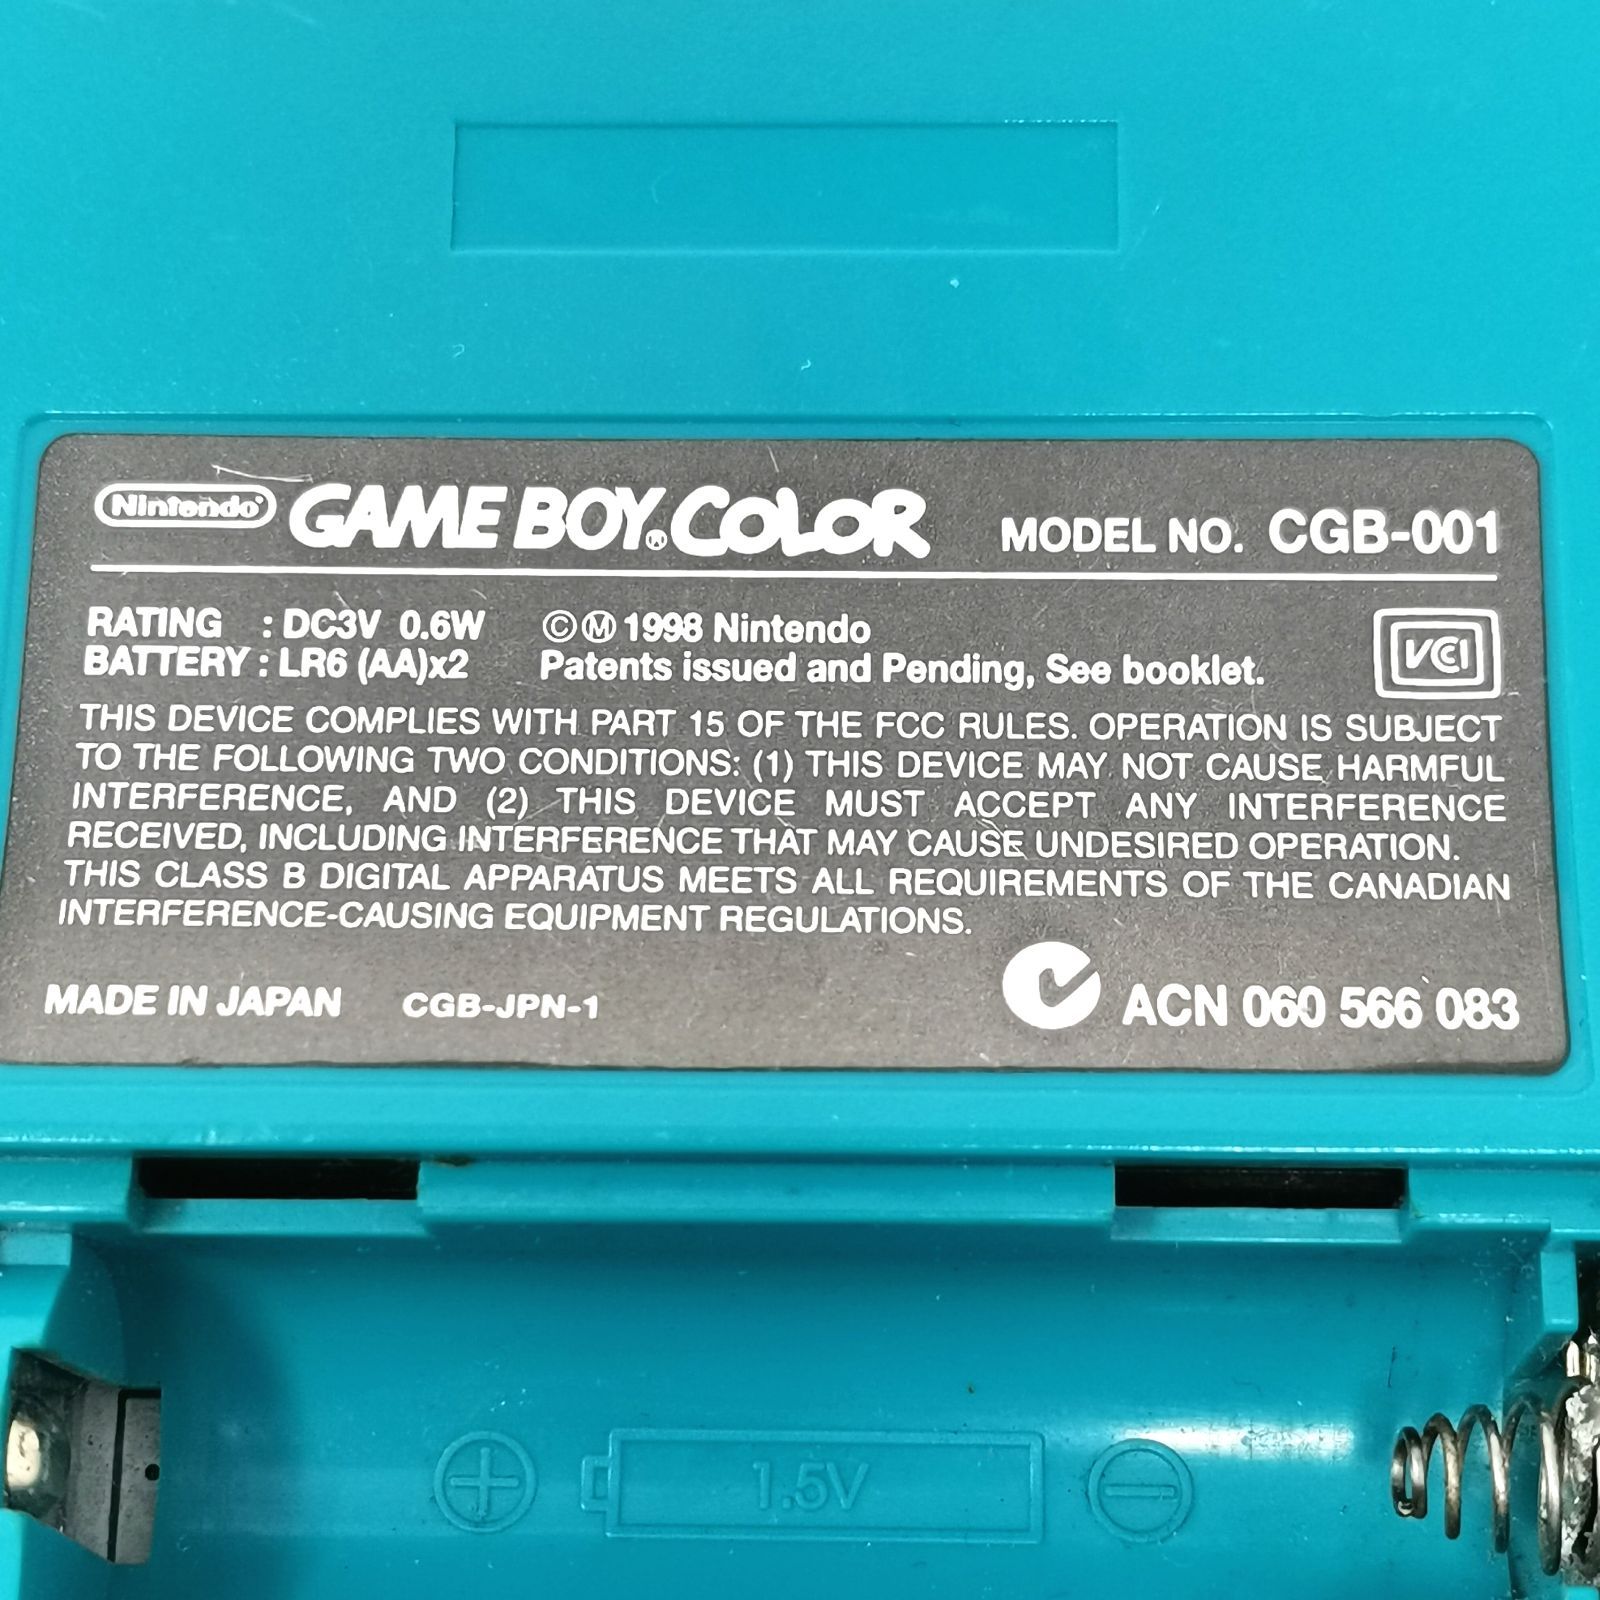 Nintendo® GAME BOY® COLOR MODEL NO. CGB-001
RATING : DC3V 0.6W
BATTERY : LR6 (AA)x2
©Ⓜ 1998 Nintendo
Patents issued and Pending, See booklet.
VCI
THIS DEVICE COMPLIES WITH PART 15 OF THE FCC RULES. OPERATION IS SUBJECT
TO THE FOLLOWING TWO CONDITIONS: (1) THIS DEVICE MAY NOT CAUSE HARMFUL
INTERFERENCE, AND (2) THIS DEVICE MUST ACCEPT ANY INTERFERENCE
RECEIVED, INCLUDING INTERFERENCE THAT MAY CAUSE UNDESIRED OPERATION.
THIS CLASS B DIGITAL APPARATUS MEETS ALL REQUIREMENTS OF THE CANADIAN
INTERFERENCE-CAUSING EQUIPMENT REGULATIONS.
MADE IN JAPAN CGB-JPN-1 ACN 060 566 083
+ 1.5V −